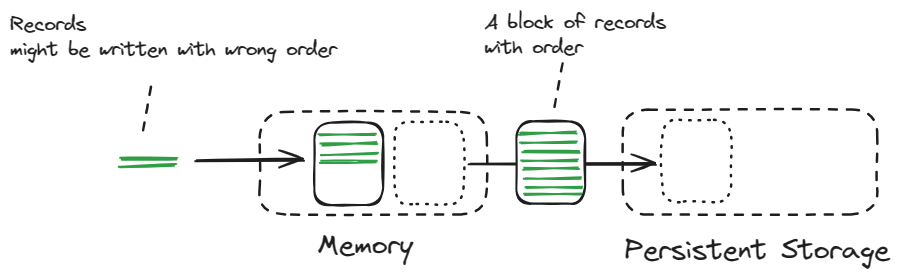 Records
might be written with wrong order
A block of records
with order
Memory
Persistent Storage